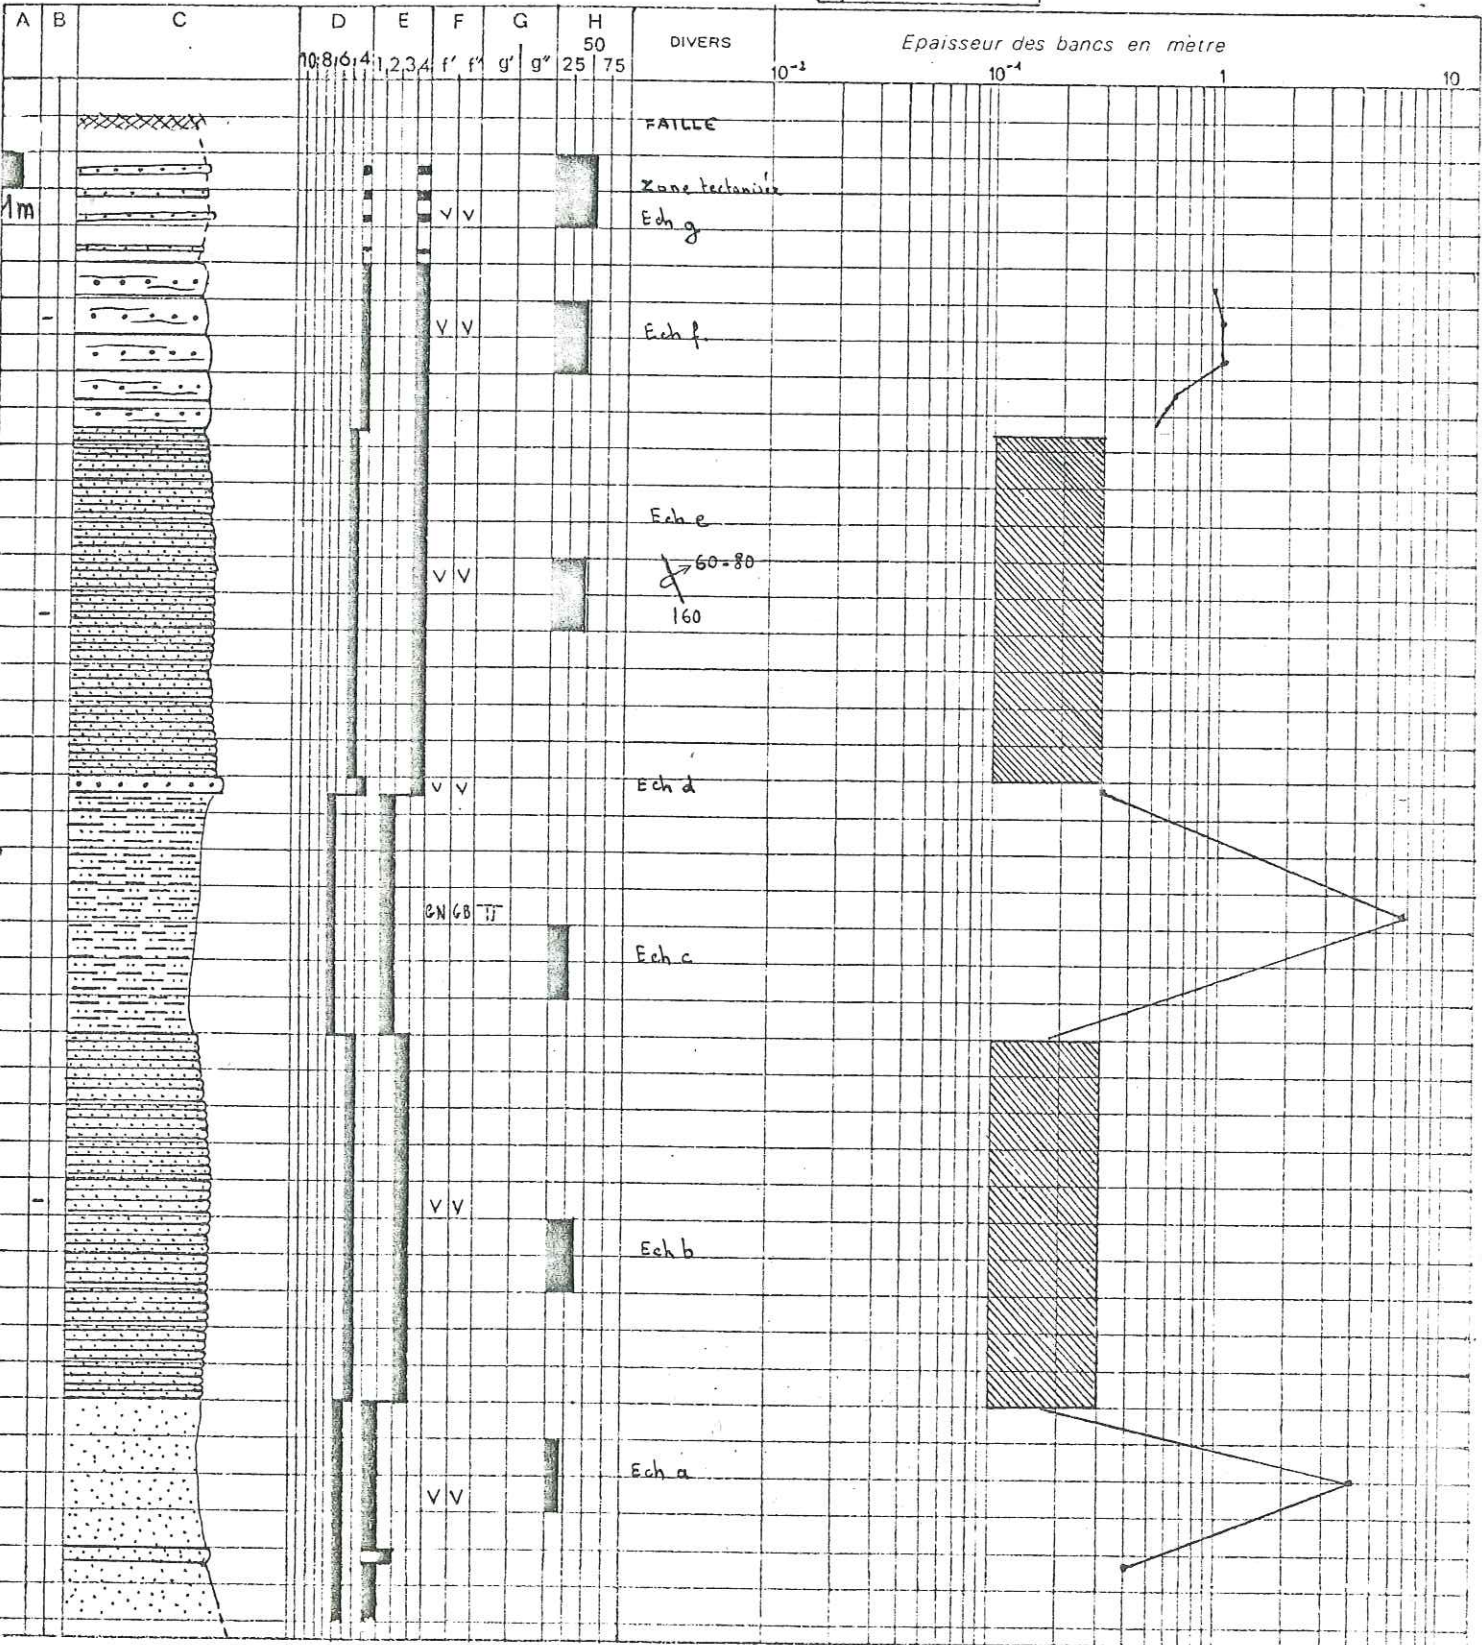 A B C D E F G H DIVERS Epaisseur des bancs en mètre
50
10 8 6 4 1 2 3 4 f' f" g' g" 25 75 10⁻¹ 1 10
FAILLE
Zone tectonisée
1m
V V Ech g
V V Ech f
Ech e
V V 60-80
160
V V Ech d
GN GB TT
Ech c
V V
Ech b
Ech a
V V